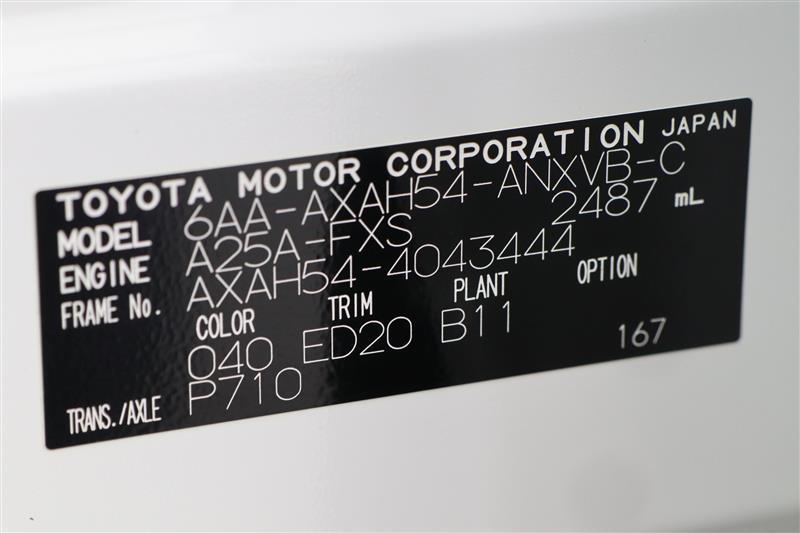 TOYOTA MOTOR CORPORATION JAPAN
MODEL 6AA-AXAH54-ANXVB-C
ENGINE A25A-FXS 2487 mL
FRAME No. AXAH54-4043444
COLOR TRIM PLANT OPTION
040 ED20 B11
TRANS./AXLE P710 167